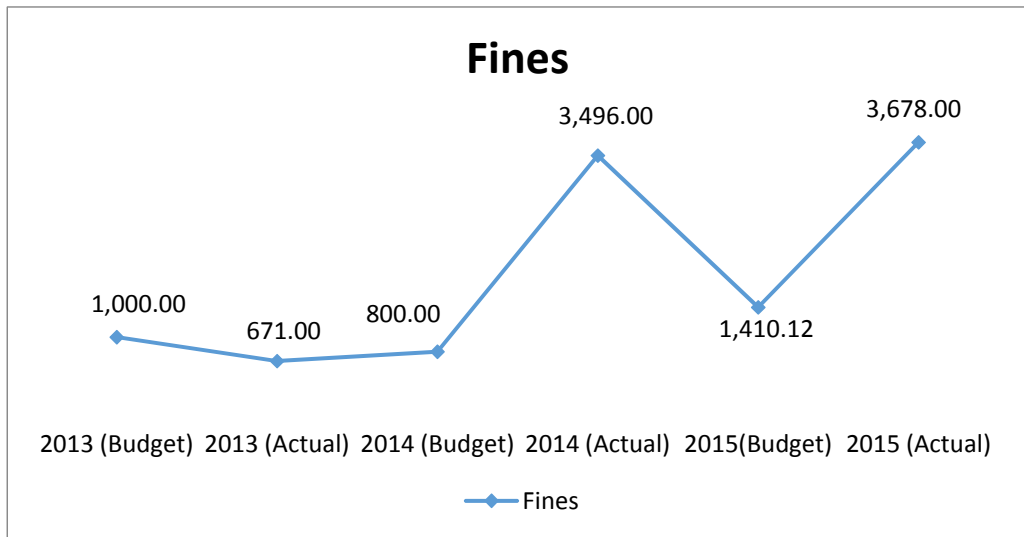 Fines
3,496.00
3,678.00
1,000.00
671.00
800.00
1,410.12
2013 (Budget) 2013 (Actual) 2014 (Budget) 2014 (Actual) 2015(Budget) 2015 (Actual)
Fines